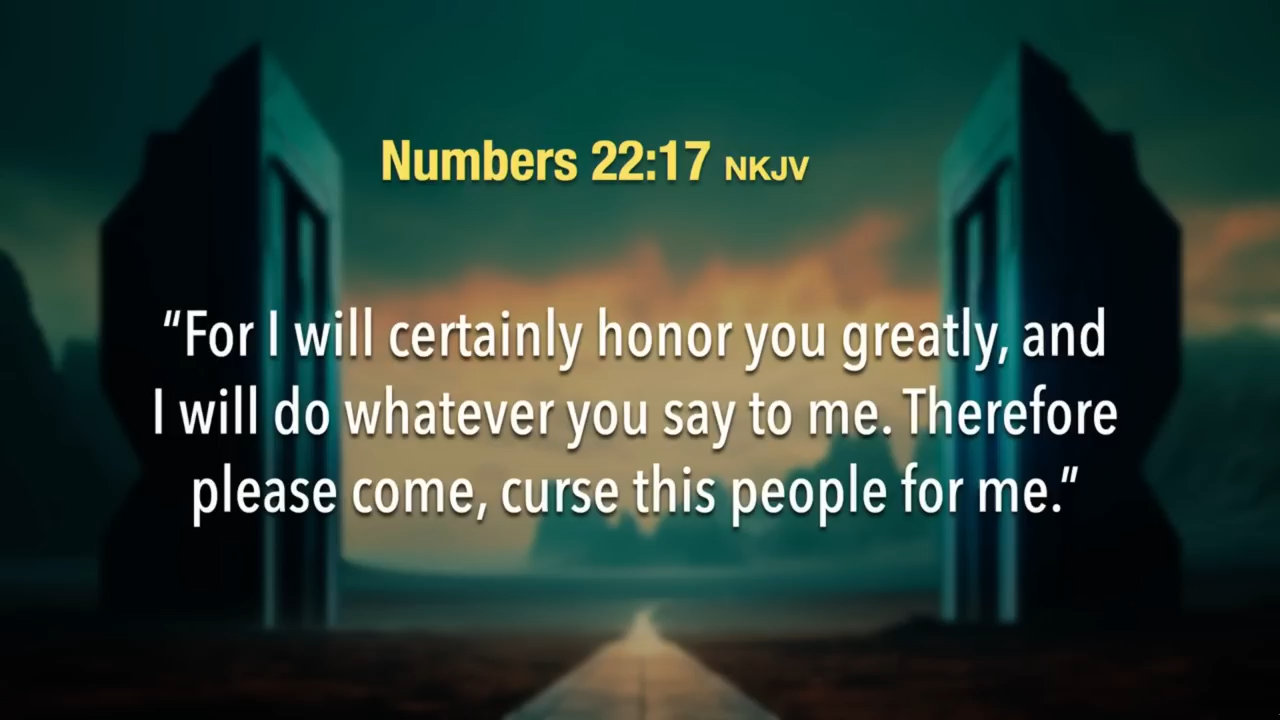 Numbers 22:17 NKJV
“For I will certainly honor you greatly, and
I will do whatever you say to me. Therefore
please come, curse this people for me.”